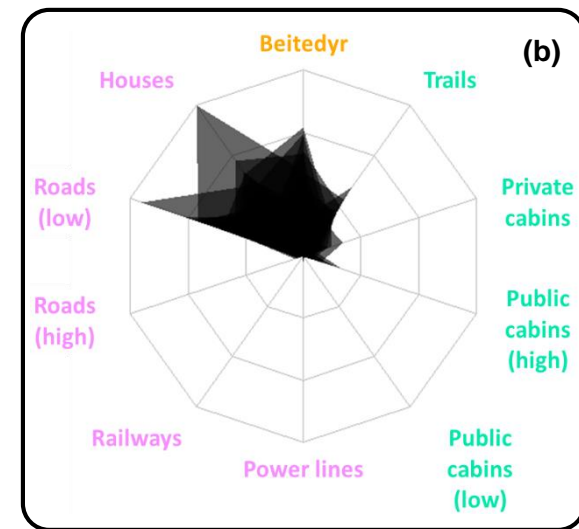 Beitedyr
(b)
Houses
Trails
Roads
(low)
Private
cabins
Roads
(high)
Public
cabins
(high)
Railways
Power lines
Public
cabins
(low)